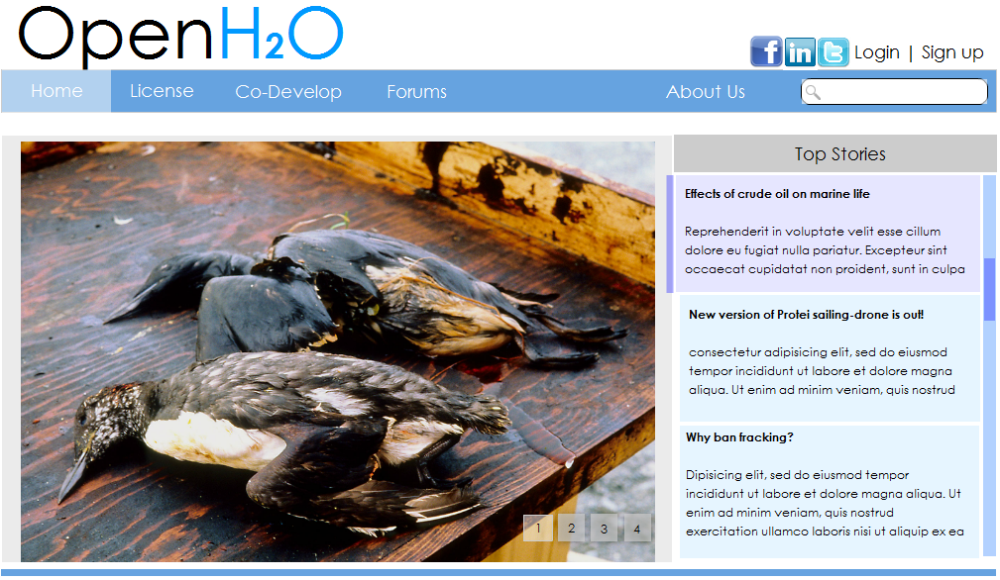 OpenH₂O
f in t Login | Sign up
Home License Co-Develop Forums About Us
Top Stories
Effects of crude oil on marine life
Reprehenderit in voluptate velit esse cillum
dolore eu fugiat nulla pariatur. Excepteur sint
occaecat cupidatat non proident, sunt in culpa
New version of Protei sailing-drone is out!
consectetur adipisicing elit, sed do eiusmod
tempor incididunt ut labore et dolore magna
aliqua. Ut enim ad minim veniam, quis nostrud
Why ban fracking?
Dipisicing elit, sed do eiusmod tempor
incididunt ut labore et dolore magna aliqua. Ut
enim ad minim veniam, quis nostrud
exercitation ullamco laboris nisi ut aliquip ex ea
1 2 3 4